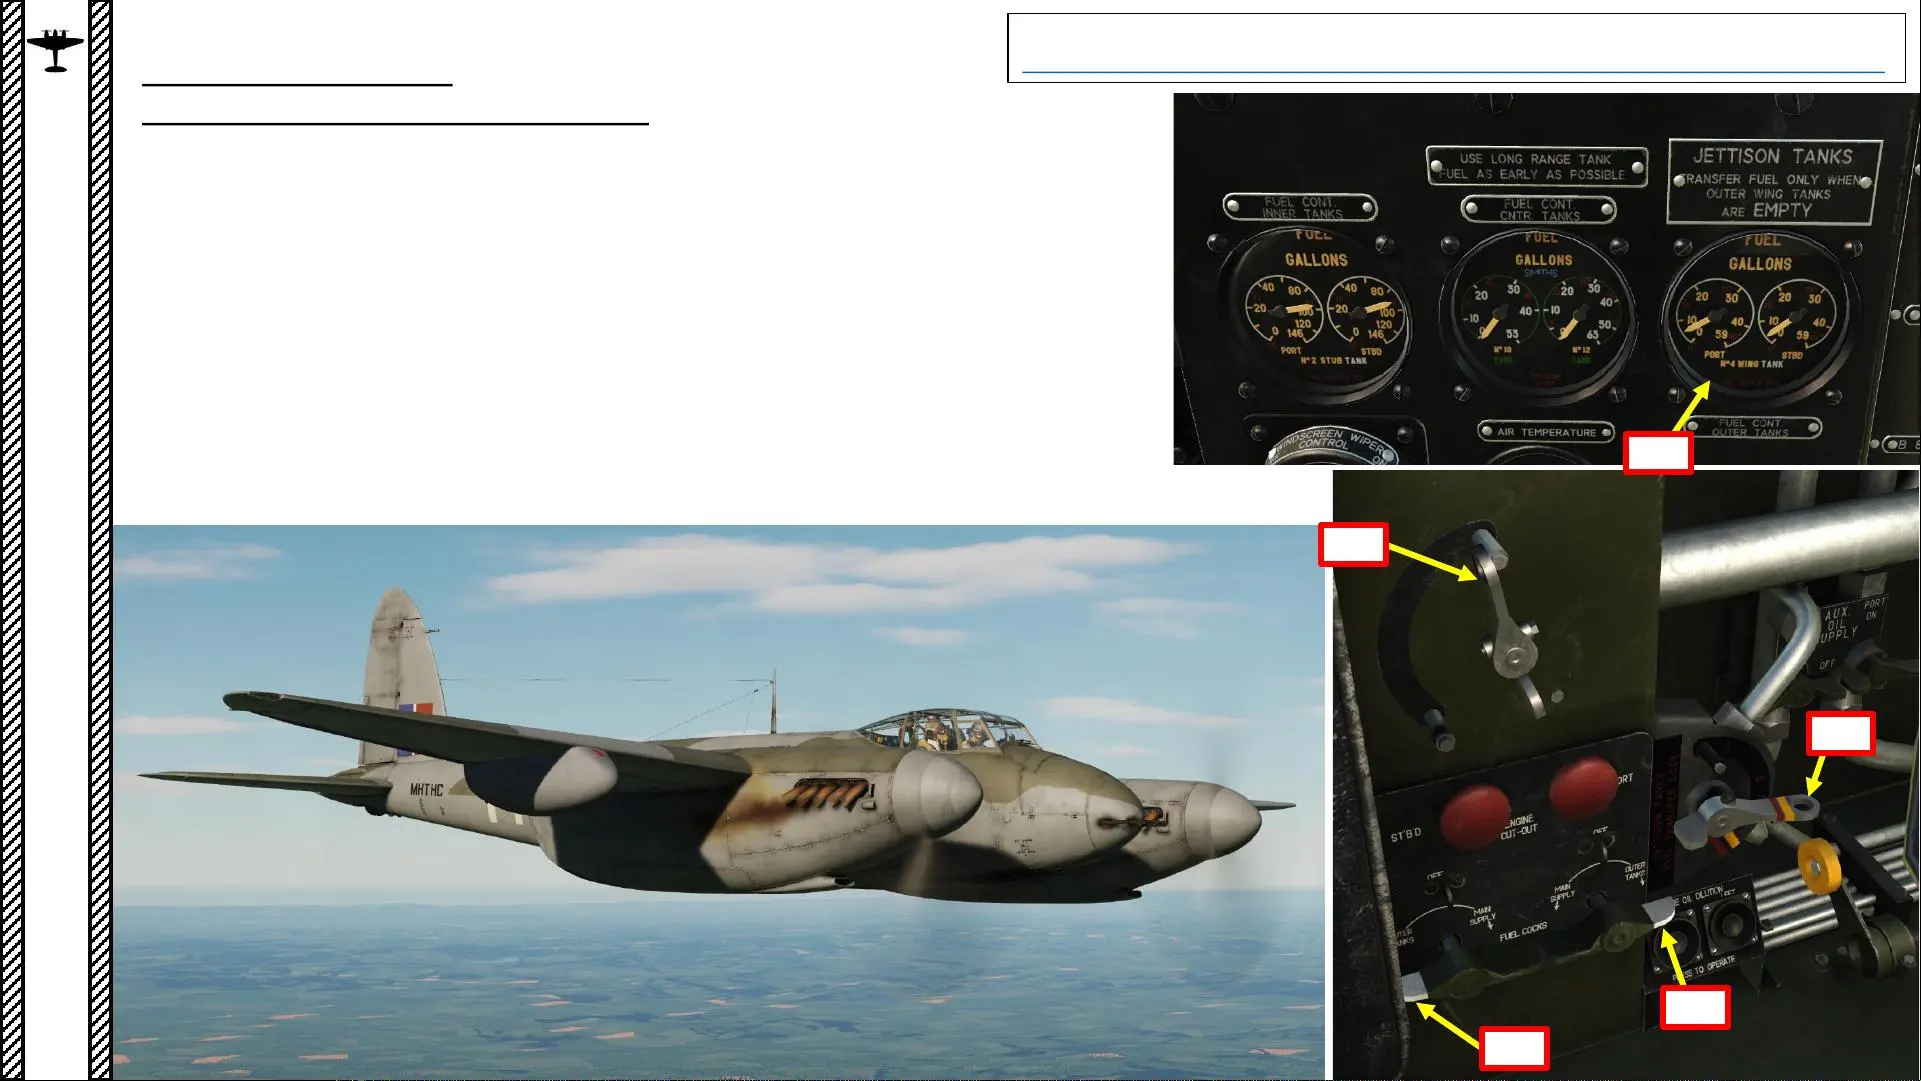 USE LONG RANGE TANK
FUEL AS EARLY AS POSSIBLE
JETTISON TANKS
TRANSFER FUEL ONLY WHEN
OUTER WING TANKS
ARE EMPTY
FUEL CONT.
INNER TANKS
FUEL CONT.
CNTR. TANKS
FUEL
GALLONS
20 40 80 100 120 146 0
20 40 80 100 120 146 0
PORT STBD
Nº2 STUB TANK
FUEL
GALLONS
SMITHS
10 20 30 40 53
10 20 30 40 50 63
Nº10
TANK
Nº12
TANK
FUEL
GALLONS
0 10 20 30 40 59
0 10 20 30 40 59
PORT STBD
Nº4 WING TANK
WINDSCREEN WIPER
CONTROL
ON
AIR TEMPERATURE
FUEL CONT.
OUTER TANKS
MHTHC
AUX.
OIL
SUPPLY
PORT
ON
OFF
STB'D
ENGINE
CUT-OUT
OFF
OFF
MAIN
SUPPLY
OUTER
TANKS
MAIN
SUPPLY
FUEL COCKS
OIL DILUTION
PRESS TO OPERATE